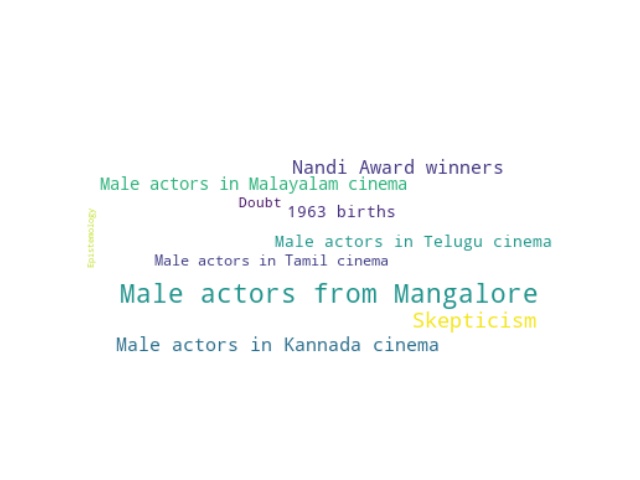 Nandi Award winners
Male actors in Malayalam cinema
Doubt
1963 births
Epistemology
Male actors in Telugu cinema
Male actors in Tamil cinema
Male actors from Mangalore
Skepticism
Male actors in Kannada cinema